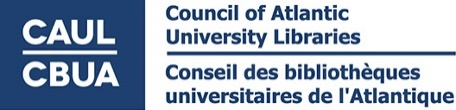 CAUL
CBUA
Council of Atlantic
University Libraries
Conseil des bibliothèques
universitaires de l'Atlantique